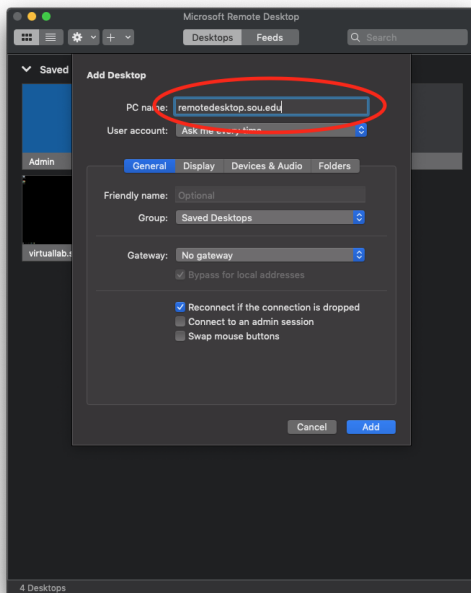 Microsoft Remote Desktop
Desktops Feeds
Search
Saved
Add Desktop
PC name: remotedesktop.sou.edu
User account: Ask me every time
Admin
General Display Devices & Audio Folders
Friendly name: Optional
Group: Saved Desktops
virtuallab.s
Gateway: No gateway
Bypass for local addresses
Reconnect if the connection is dropped
Connect to an admin session
Swap mouse buttons
Cancel Add
4 Desktops